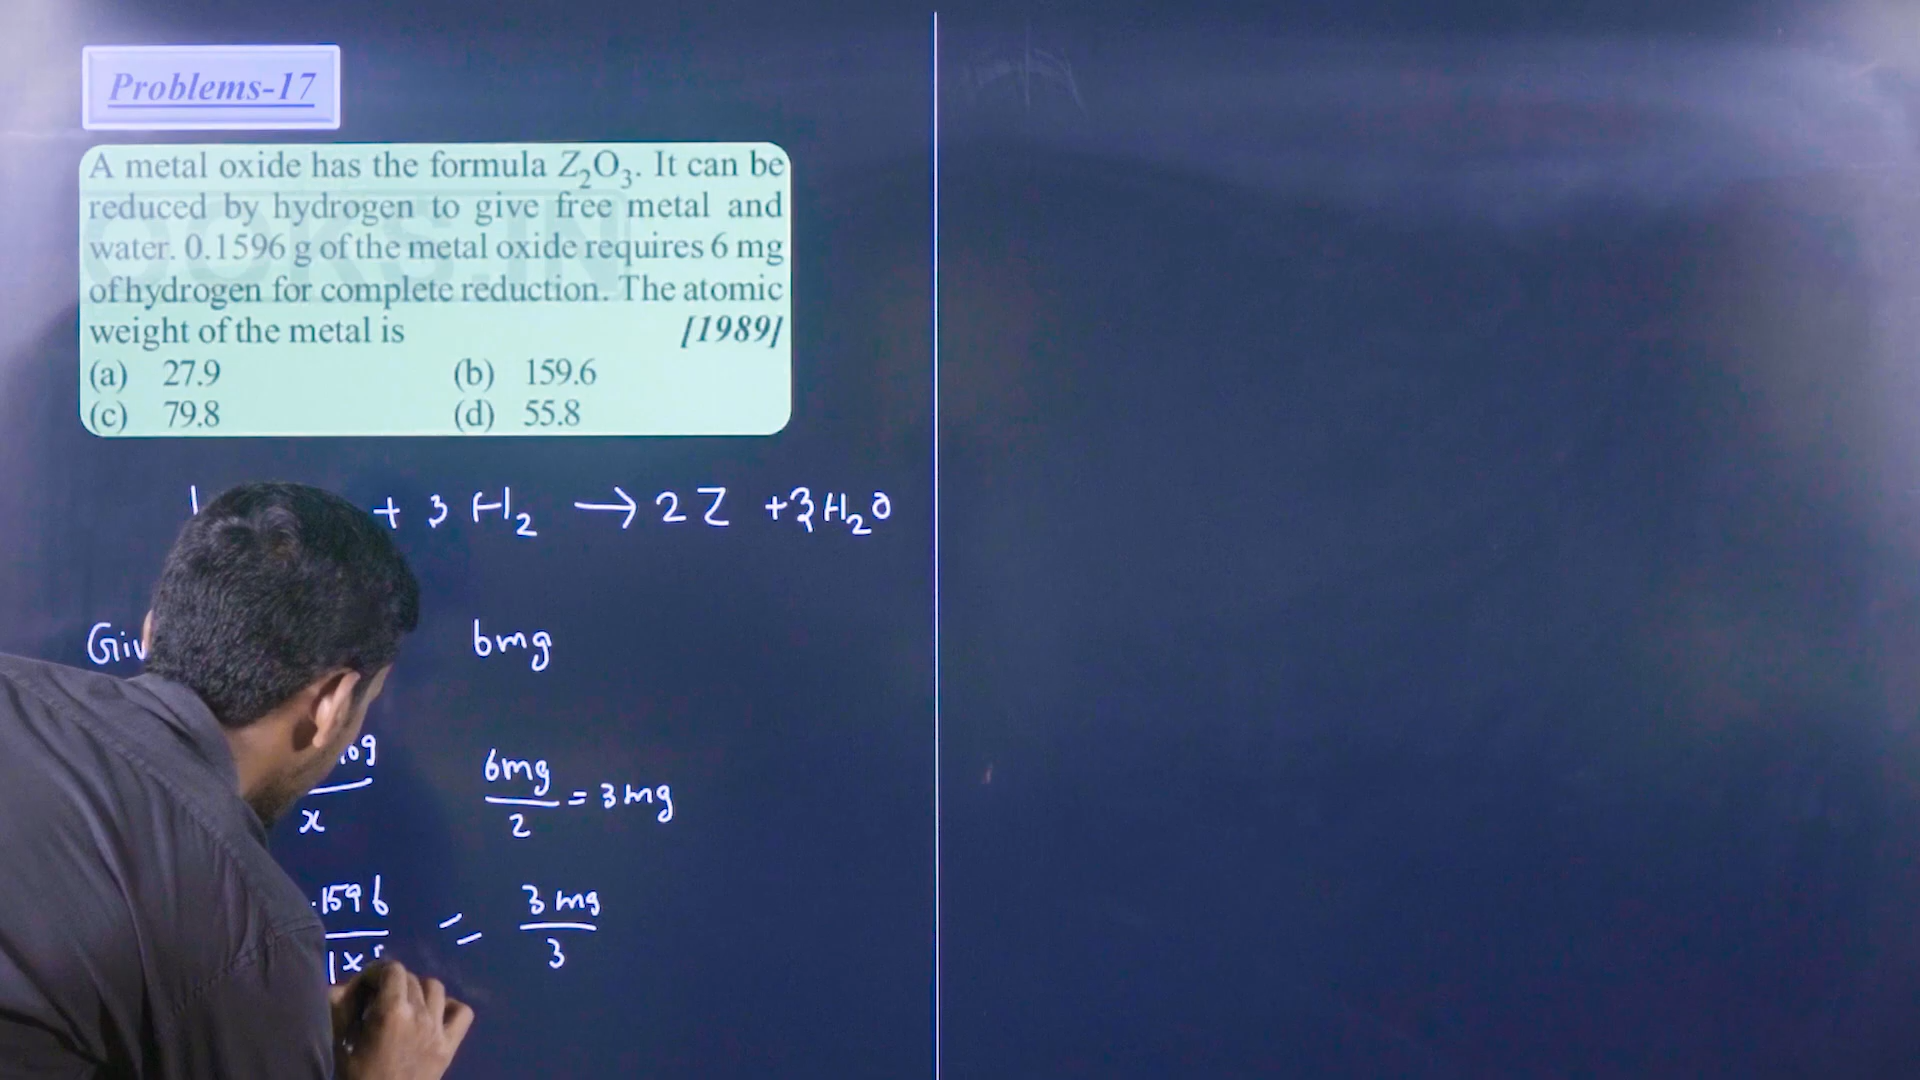 Problems-17
A metal oxide has the formula Z₂O₃. It can be
reduced by hydrogen to give free metal and
water. 0.1596 g of the metal oxide requires 6 mg
of hydrogen for complete reduction. The atomic
weight of the metal is [1989]
(a) 27.9 (b) 159.6
(c) 79.8 (d) 55.8
+ 3 H₂ → 2 Z + 3 H₂O
6mg
x
6mg/2 = 3mg
.1596 = 3 mg/3